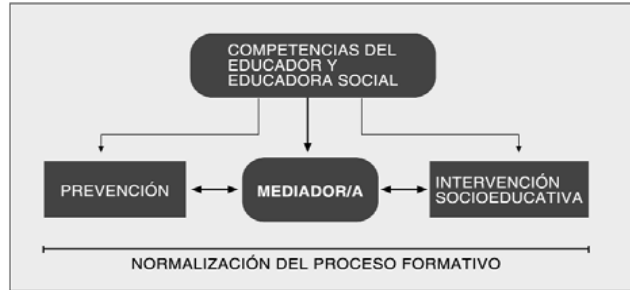 COMPETENCIAS DEL
EDUCADOR Y
EDUCADORA SOCIAL
PREVENCIÓN
MEDIADOR/A
INTERVENCIÓN
SOCIOEDUCATIVA
NORMALIZACIÓN DEL PROCESO FORMATIVO